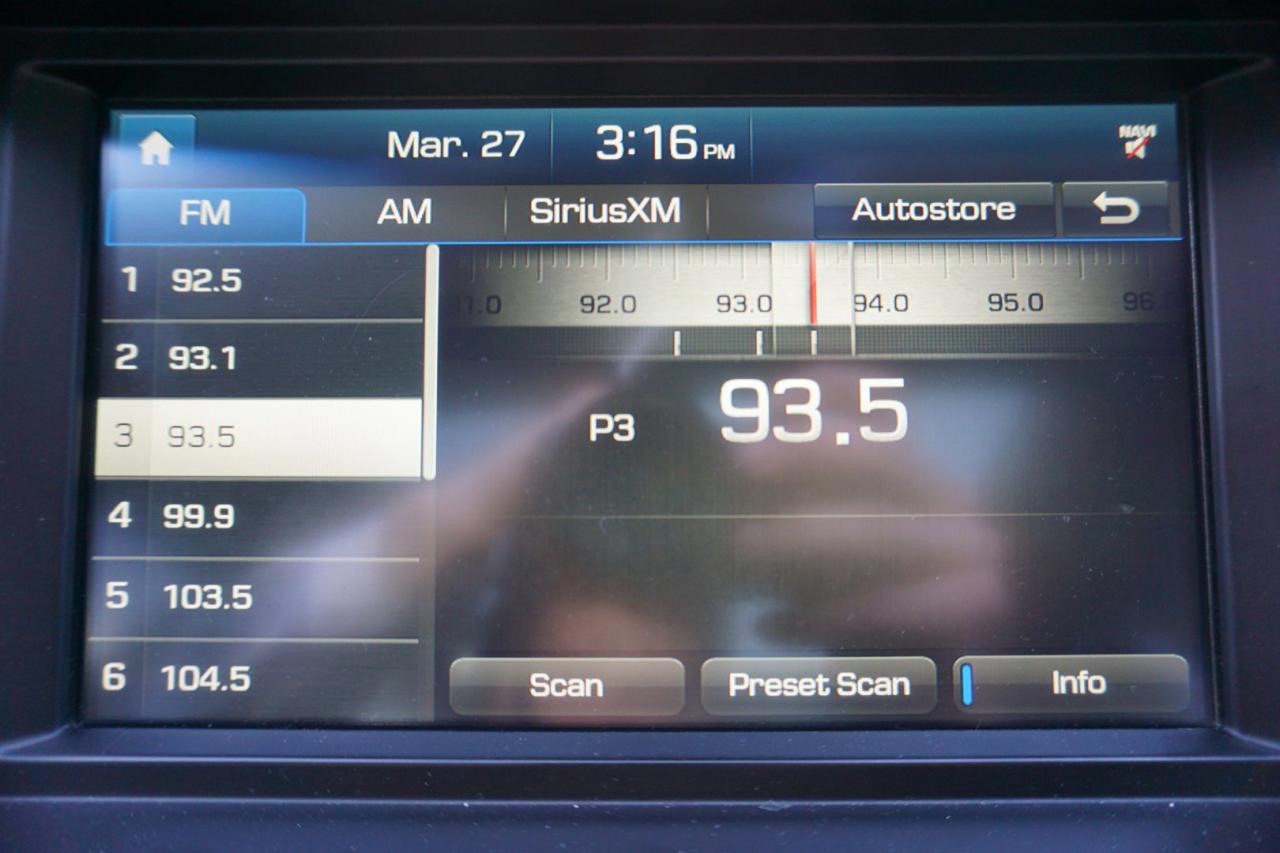 Mar. 27 3:16 PM NAVI
FM AM SiriusXM Autostore
1 92.5
2 93.1
3 93.5
4 99.9
5 103.5
6 104.5
92.0 93.0 94.0 95.0
P3 93.5
Scan Preset Scan Info